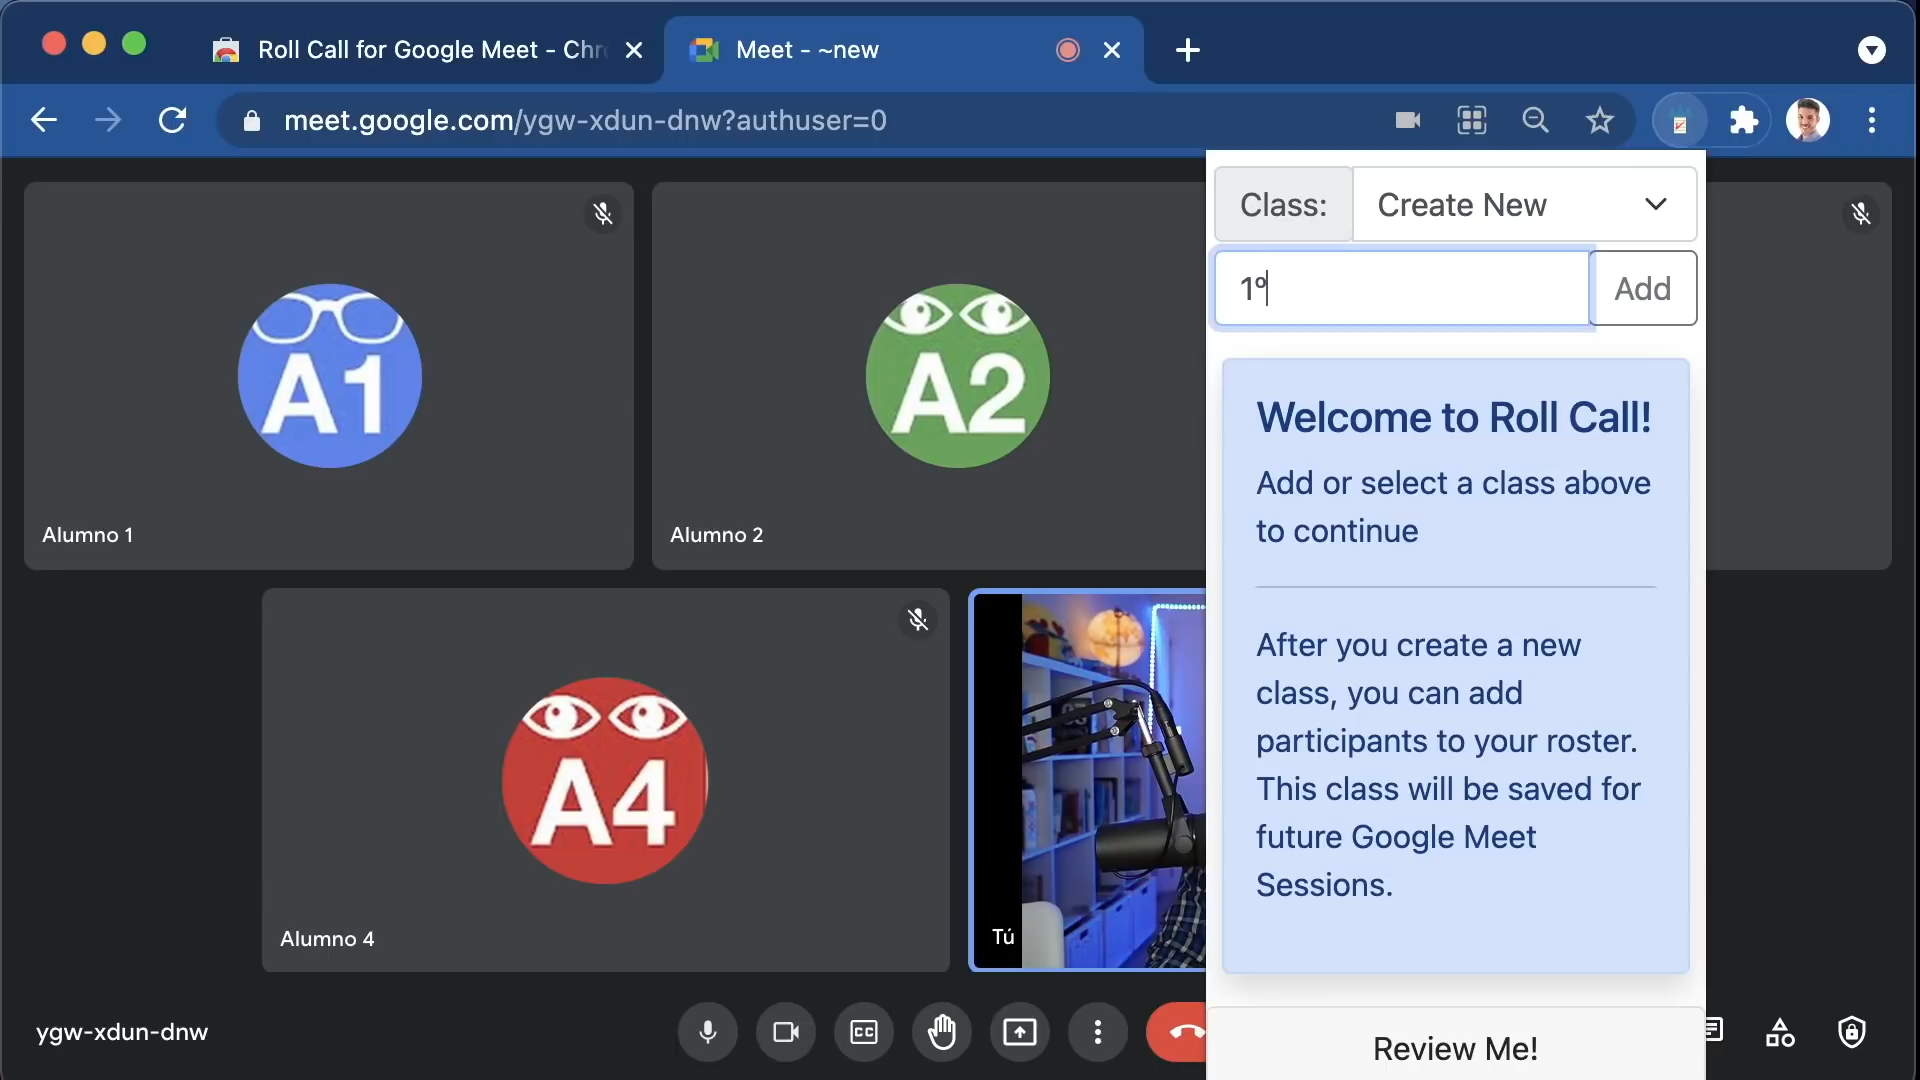 Roll Call for Google Meet - Chr
Meet - ~new
meet.google.com/ygw-xdun-dnw?authuser=0
Class:
Create New
1º
Add
Welcome to Roll Call!
Add or select a class above
to continue
After you create a new
class, you can add
participants to your roster.
This class will be saved for
future Google Meet
Sessions.
Review Me!
A1
Alumno 1
A2
Alumno 2
A4
Alumno 4
Tú
ygw-xdun-dnw
CC